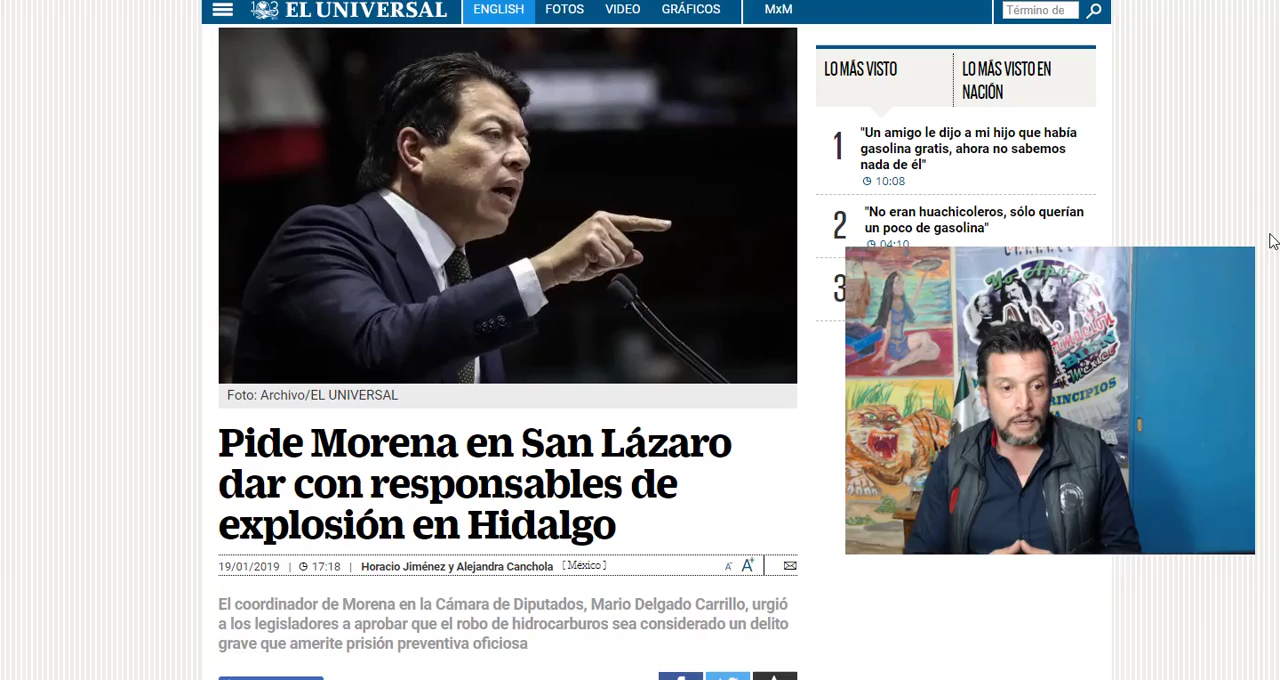 EL UNIVERSAL
ENGLISH FOTOS VIDEO GRÁFICOS MxM
Término de
Foto: Archivo/EL UNIVERSAL
Pide Morena en San Lázaro
dar con responsables de
explosión en Hidalgo
19/01/2019 | 17:18 | Horacio Jiménez y Alejandra Canchola [México]
A- A+
El coordinador de Morena en la Cámara de Diputados, Mario Delgado Carrillo, urgió
a los legisladores a aprobar que el robo de hidrocarburos sea considerado un delito
grave que amerite prisión preventiva oficiosa
LO MÁS VISTO
LO MÁS VISTO EN
NACIÓN
1
"Un amigo le dijo a mi hijo que había
gasolina gratis, ahora no sabemos
nada de él"
10:08
2
"No eran huachicoleros, sólo querían
un poco de gasolina"
04:10
3
Yo Apoyo
PRINCIPIOS